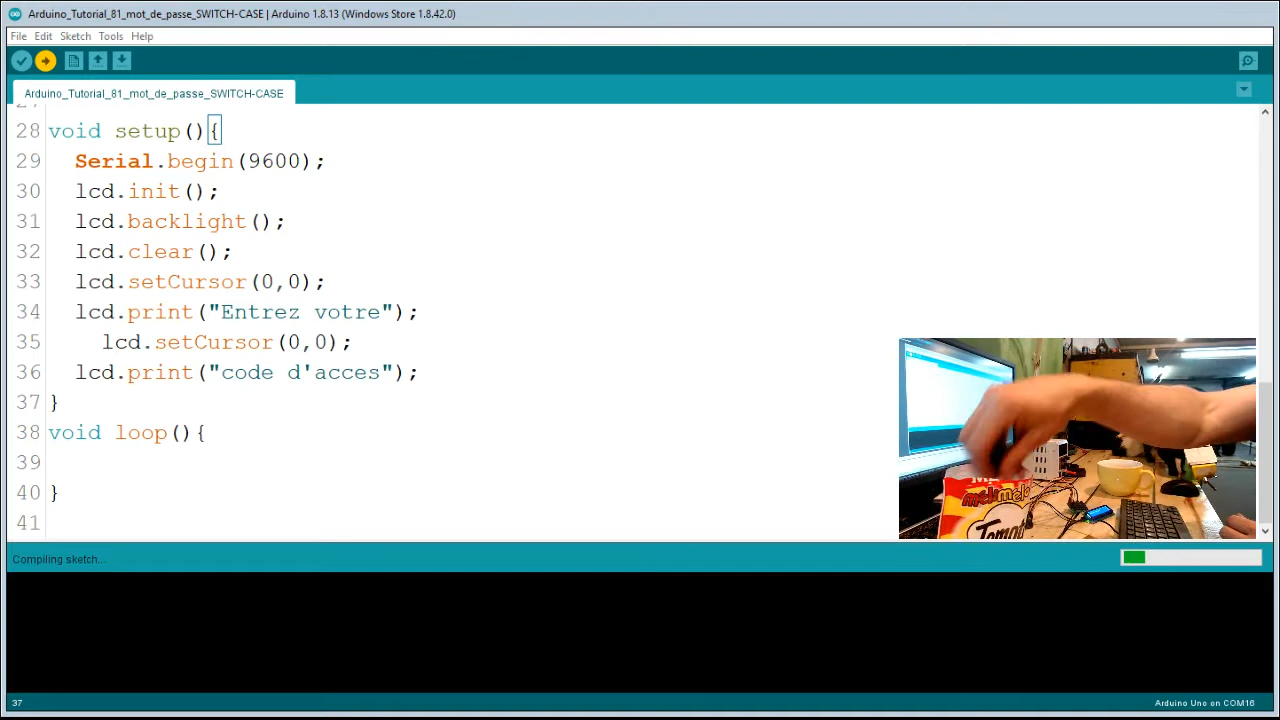 Arduino_Tutorial_81_mot_de_passe_SWITCH-CASE | Arduino 1.8.13 (Windows Store 1.8.42.0)
File Edit Sketch Tools Help
Arduino_Tutorial_81_mot_de_passe_SWITCH-CASE
28 void setup(){
29 Serial.begin(9600);
30 lcd.init();
31 lcd.backlight();
32 lcd.clear();
33 lcd.setCursor(0,0);
34 lcd.print("Entrez votre");
35 lcd.setCursor(0,0);
36 lcd.print("code d'acces");
37 }
38 void loop(){
39
40 }
41
melimelo
Compiling sketch...
37
Arduino Uno on COM16